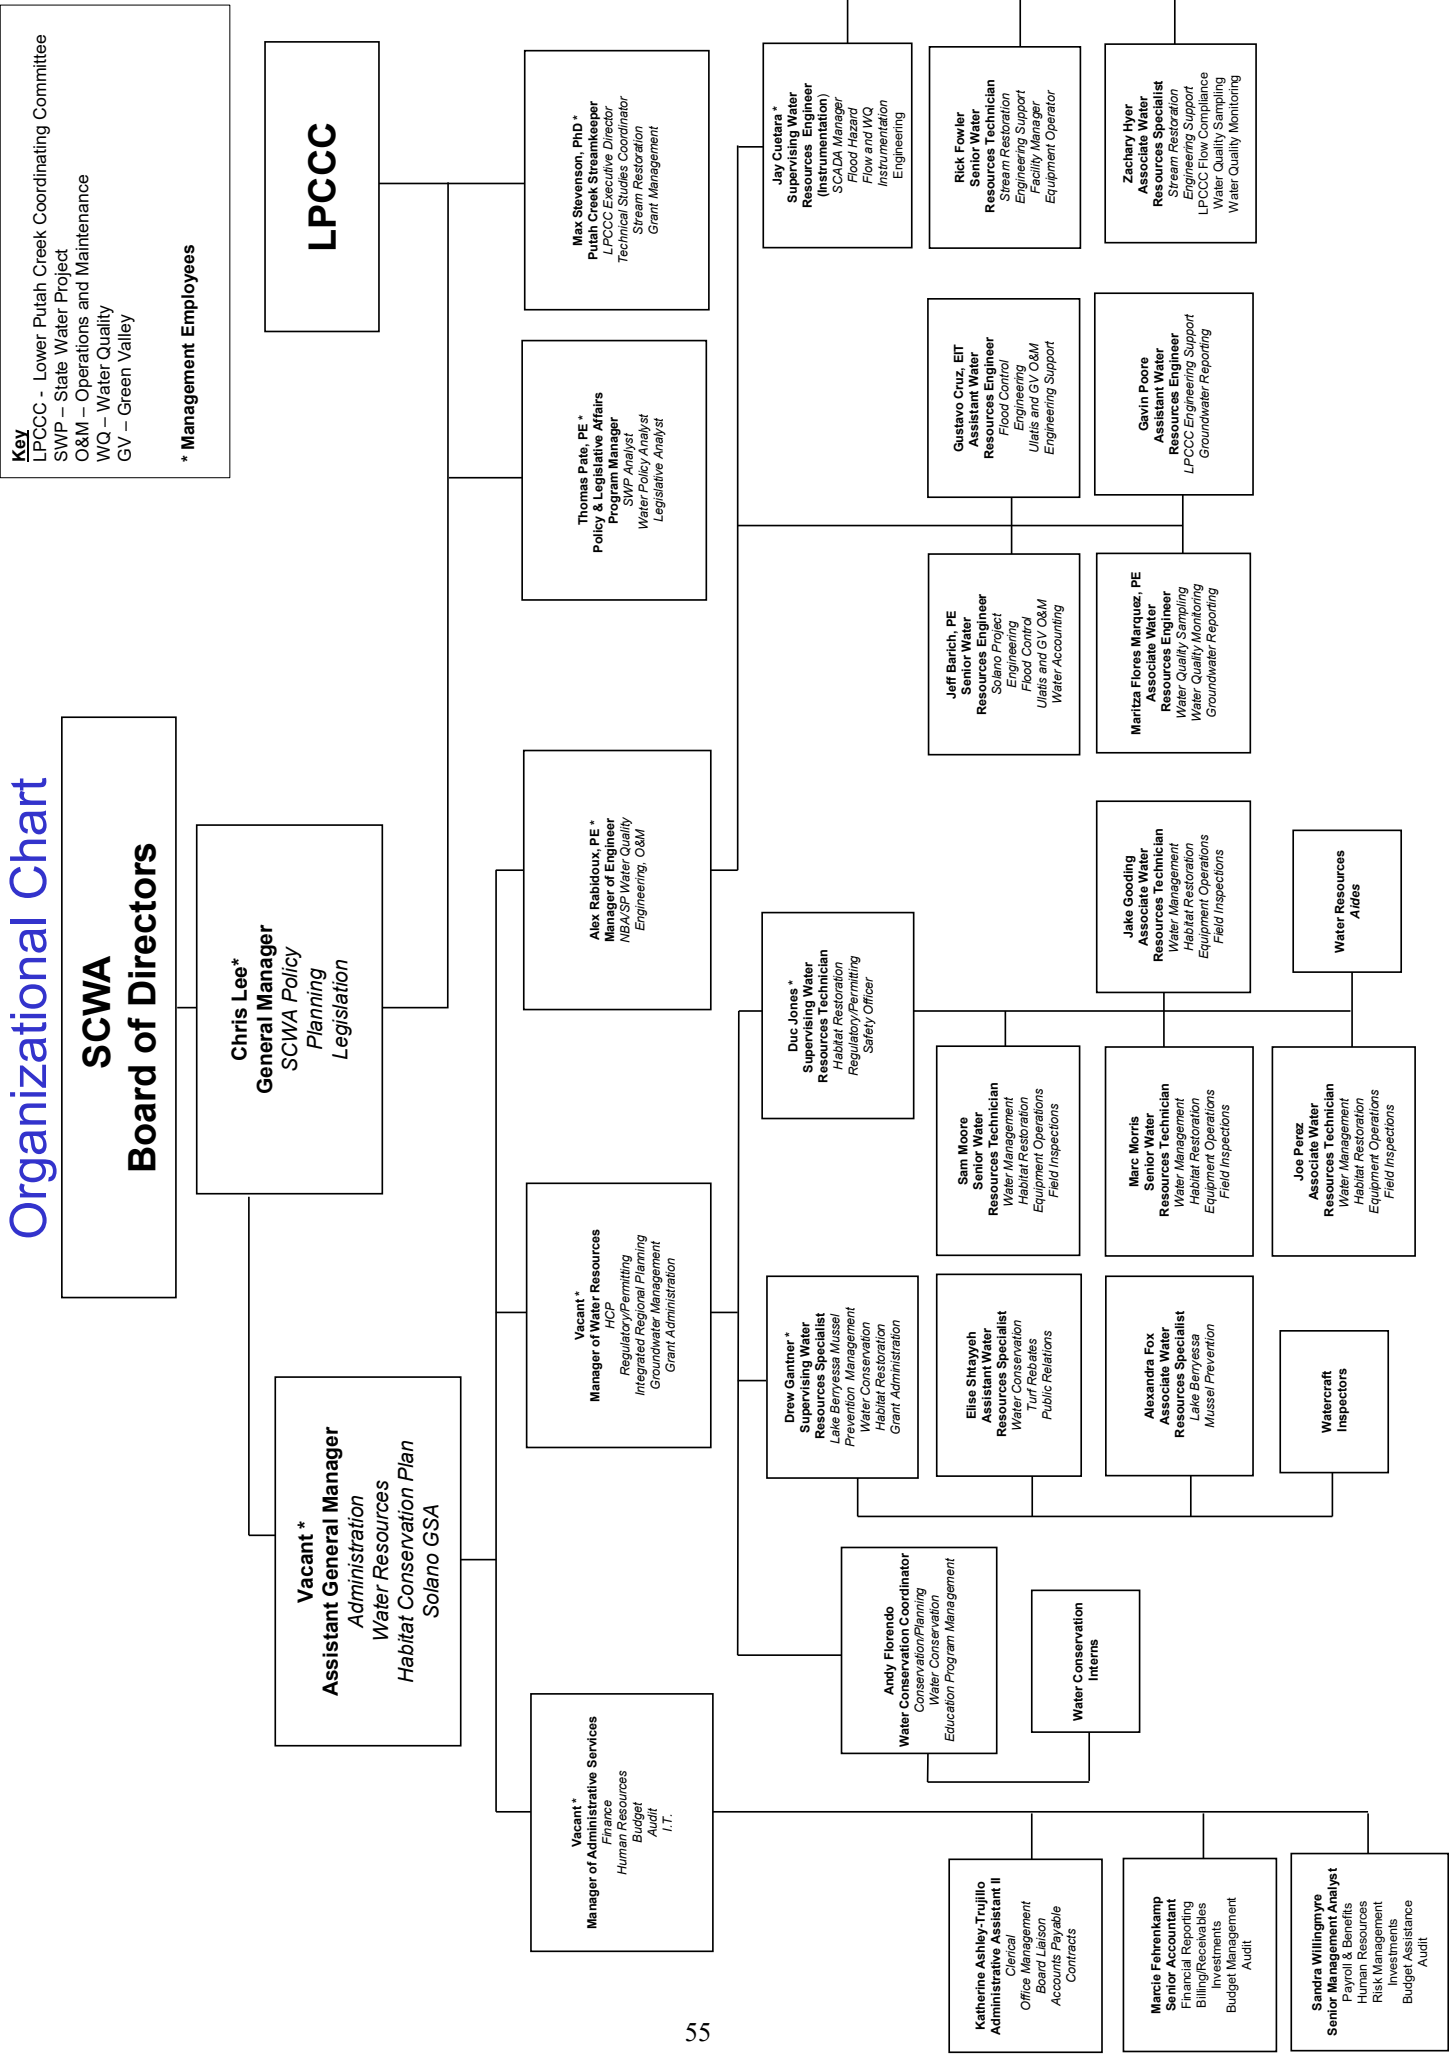 Organizational Chart
SCWA
Board of Directors
Key
LPCCC - Lower Putah Creek Coordinating Committee
SWP – State Water Project
O&M – Operations and Maintenance
WQ – Water Quality
GV – Green Valley
* Management Employees
Chris Lee*
General Manager
SCWA Policy
Planning
Legislation
LPCCC
Vacant *
Assistant General Manager
Administration
Water Resources
Habitat Conservation Plan
Solano GSA
Vacant *
Manager of Administrative Services
Finance
Human Resources
Budget
Audit
I.T.
Vacant *
Manager of Water Resources
HCP
Regulatory/Permitting
Integrated Regional Planning
Groundwater Management
Grant Administration
Alex Rabidoux, PE *
Manager of Engineer
NBA/SP Water Quality
Engineering, O&M
Thomas Pate, PE *
Policy & Legislative Affairs
Program Manager
SWP Analyst
Water Policy Analyst
Legislative Analyst
Max Stevenson, PhD *
Putah Creek Streamkeeper
LPCCC Executive Director
Technical Studies Coordinator
Stream Restoration
Grant Management
Andy Florendo
Water Conservation Coordinator
Conservation/Planning
Water Conservation
Education Program Management
Drew Gantner *
Supervising Water
Resources Specialist
Lake Berryessa Mussel
Prevention Management
Water Conservation
Habitat Restoration
Grant Administration
Duc Jones *
Supervising Water
Resources Technician
Habitat Restoration
Regulatory/Permitting
Safety Officer
Jay Cuetara *
Supervising Water
Resources Engineer
(Instrumentation)
SCADA Manager
Flood Hazard
Flow and WQ
Instrumentation
Engineering
Katherine Ashley-Trujillo
Administrative Assistant II
Clerical
Office Management
Board Liaison
Accounts Payable
Contracts
Water Conservation
Interns
Elise Shtayyeh
Assistant Water
Resources Specialist
Water Conservation
Turf Rebates
Public Relations
Sam Moore
Senior Water
Resources Technician
Water Management
Habitat Restoration
Equipment Operations
Field Inspections
Jeff Barich, PE
Senior Water
Resources Engineer
Solano Project
Engineering
Flood Control
Ulatis and GV O&M
Water Accounting
Gustavo Cruz, EIT
Assistant Water
Resources Engineer
Flood Control
Engineering
Ulatis and GV O&M
Engineering Support
Rick Fowler
Senior Water
Resources Technician
Stream Restoration
Engineering Support
Facility Manager
Equipment Operator
Marcie Fehrenkamp
Senior Accountant
Financial Reporting
Billing/Receivables
Investments
Budget Management
Audit
Alexandra Fox
Associate Water
Resources Specialist
Lake Berryessa
Mussel Prevention
Marc Morris
Senior Water
Resources Technician
Water Management
Habitat Restoration
Equipment Operations
Field Inspections
Jake Gooding
Associate Water
Resources Technician
Water Management
Habitat Restoration
Equipment Operations
Field Inspections
Maritza Flores Marquez, PE
Associate Water
Resources Engineer
Water Quality Sampling
Water Quality Monitoring
Groundwater Reporting
Gavin Poore
Assistant Water
Resources Engineer
LPCCC Engineering Support
Groundwater Reporting
Zachary Hyer
Associate Water
Resources Specialist
Stream Restoration
Engineering Support
LPCCC Flow Compliance
Water Quality Sampling
Water Quality Monitoring
Sandra Willingmyre
Senior Management Analyst
Payroll & Benefits
Human Resources
Risk Management
Investments
Budget Assistance
Audit
Watercraft
Inspectors
Joe Perez
Associate Water
Resources Technician
Water Management
Habitat Restoration
Equipment Operations
Field Inspections
Water Resources
Aides
55